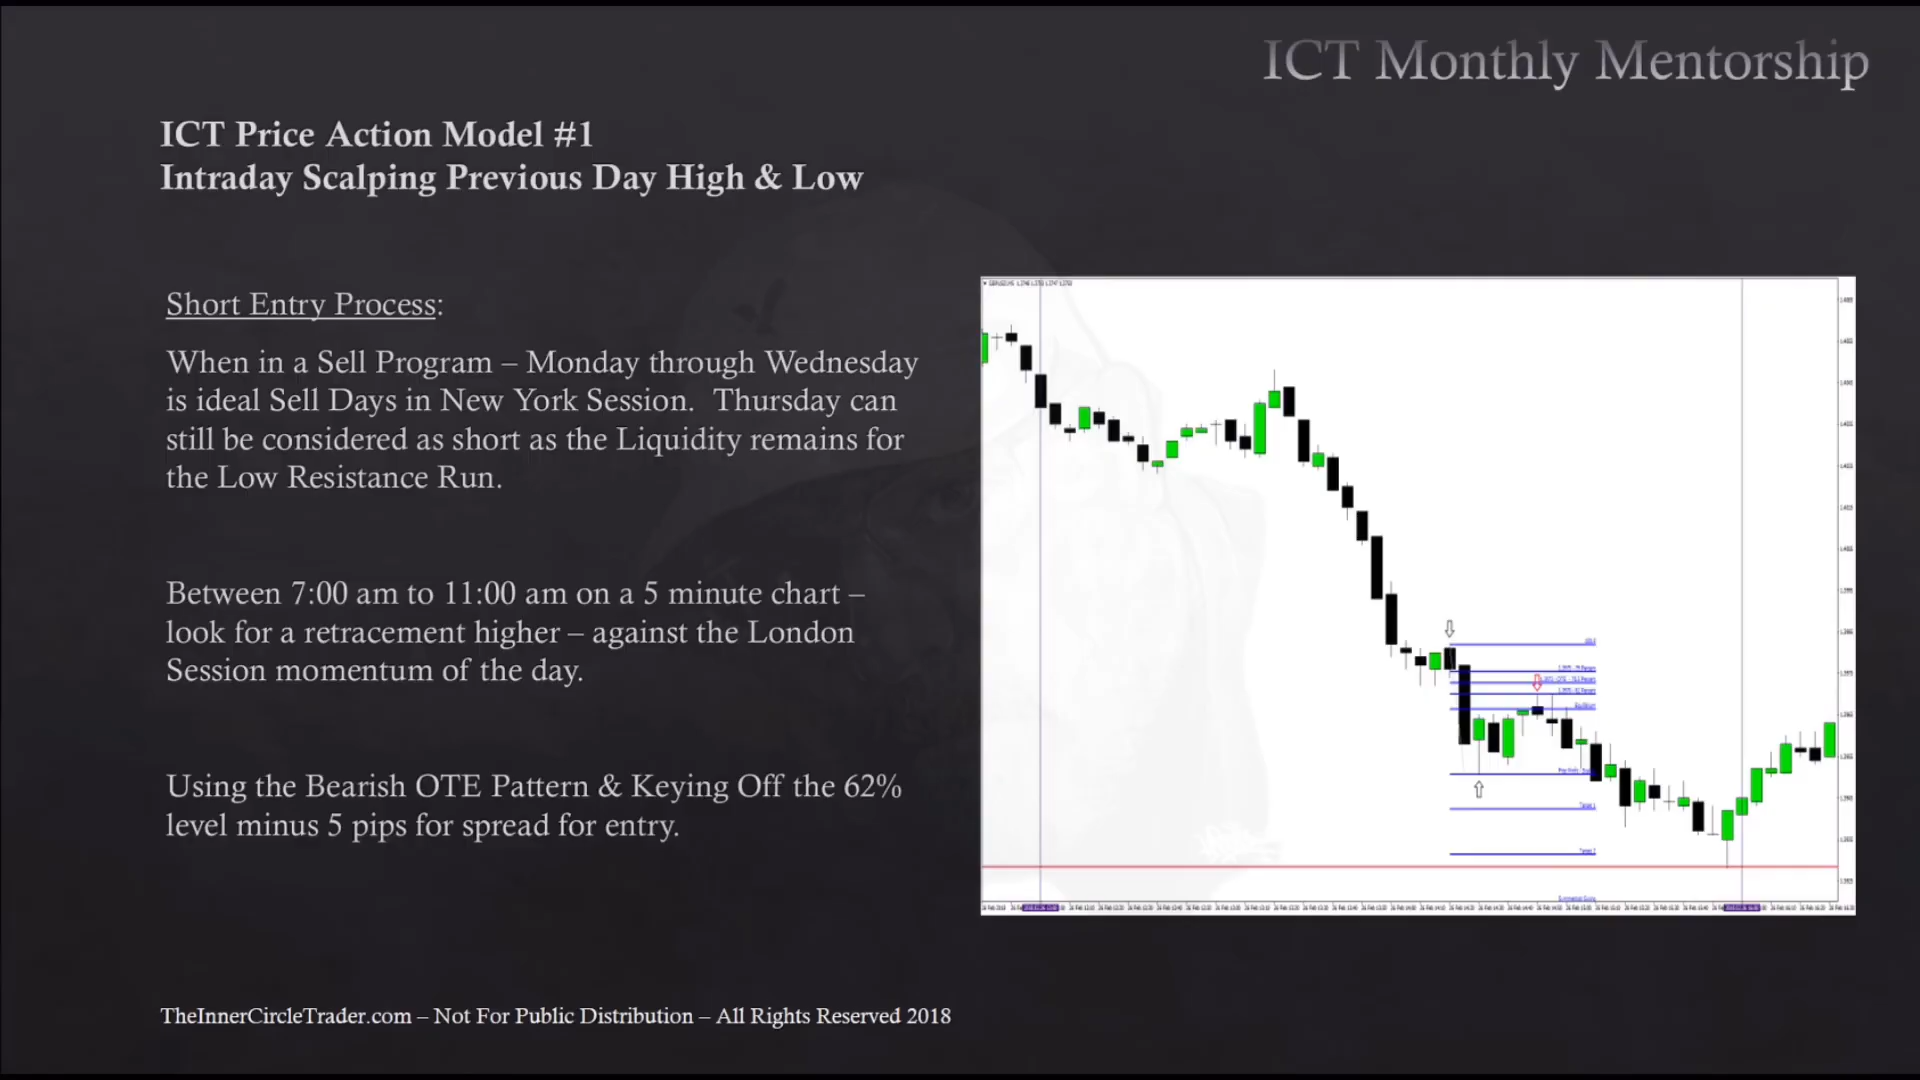 ICT Monthly Mentorship
ICT Price Action Model #1
Intraday Scalping Previous Day High & Low
Short Entry Process:
When in a Sell Program – Monday through Wednesday
is ideal Sell Days in New York Session.  Thursday can
still be considered as short as the Liquidity remains for
the Low Resistance Run.
Between 7:00 am to 11:00 am on a 5 minute chart –
look for a retracement higher – against the London
Session momentum of the day.
Using the Bearish OTE Pattern & Keying Off the 62%
level minus 5 pips for spread for entry.
TheInnerCircleTrader.com – Not For Public Distribution – All Rights Reserved 2018